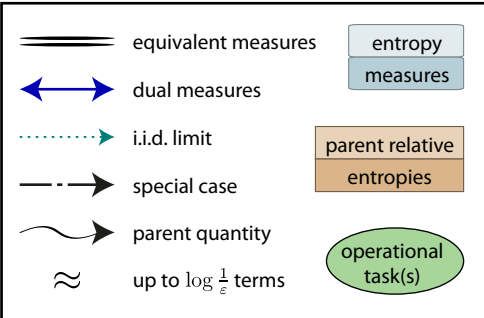 equivalent measures
dual measures
i.i.d. limit
special case
parent quantity
≈ up to log 1/ε terms
entropy
measures
parent relative
entropies
operational
task(s)